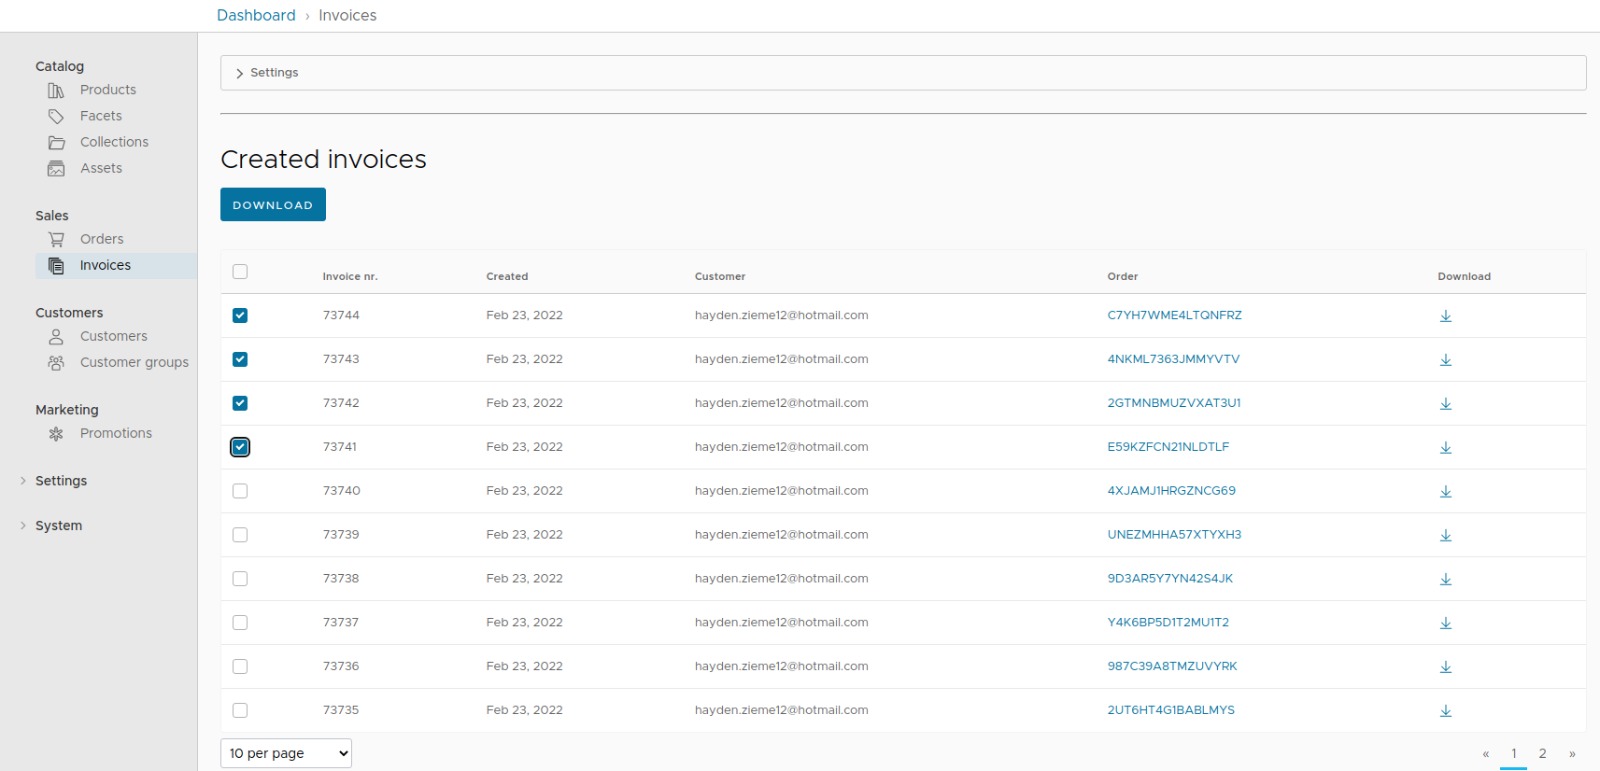 Dashboard › Invoices
Catalog
Products
Facets
Collections
Assets
Sales
Orders
Invoices
Customers
Customers
Customer groups
Marketing
Promotions
Settings
System
Settings
Created invoices
DOWNLOAD
Invoice nr. Created Customer Order Download
73744 Feb 23, 2022 hayden.zieme12@hotmail.com C7YH7WME4LTQNFRZ
73743 Feb 23, 2022 hayden.zieme12@hotmail.com 4NKML7363JMMYVTV
73742 Feb 23, 2022 hayden.zieme12@hotmail.com 2GTMNBMUZVXAT3U1
73741 Feb 23, 2022 hayden.zieme12@hotmail.com E59KZFCN21NLDTLF
73740 Feb 23, 2022 hayden.zieme12@hotmail.com 4XJAMJ1HRGZNCG69
73739 Feb 23, 2022 hayden.zieme12@hotmail.com UNEZMHHA57XTYXH3
73738 Feb 23, 2022 hayden.zieme12@hotmail.com 9D3AR5Y7YN42S4JK
73737 Feb 23, 2022 hayden.zieme12@hotmail.com Y4K6BP5D1T2MU1T2
73736 Feb 23, 2022 hayden.zieme12@hotmail.com 987C39A8TMZUVYRK
73735 Feb 23, 2022 hayden.zieme12@hotmail.com 2UT6HT4G1BABLMYS
10 per page
« 1 2 »